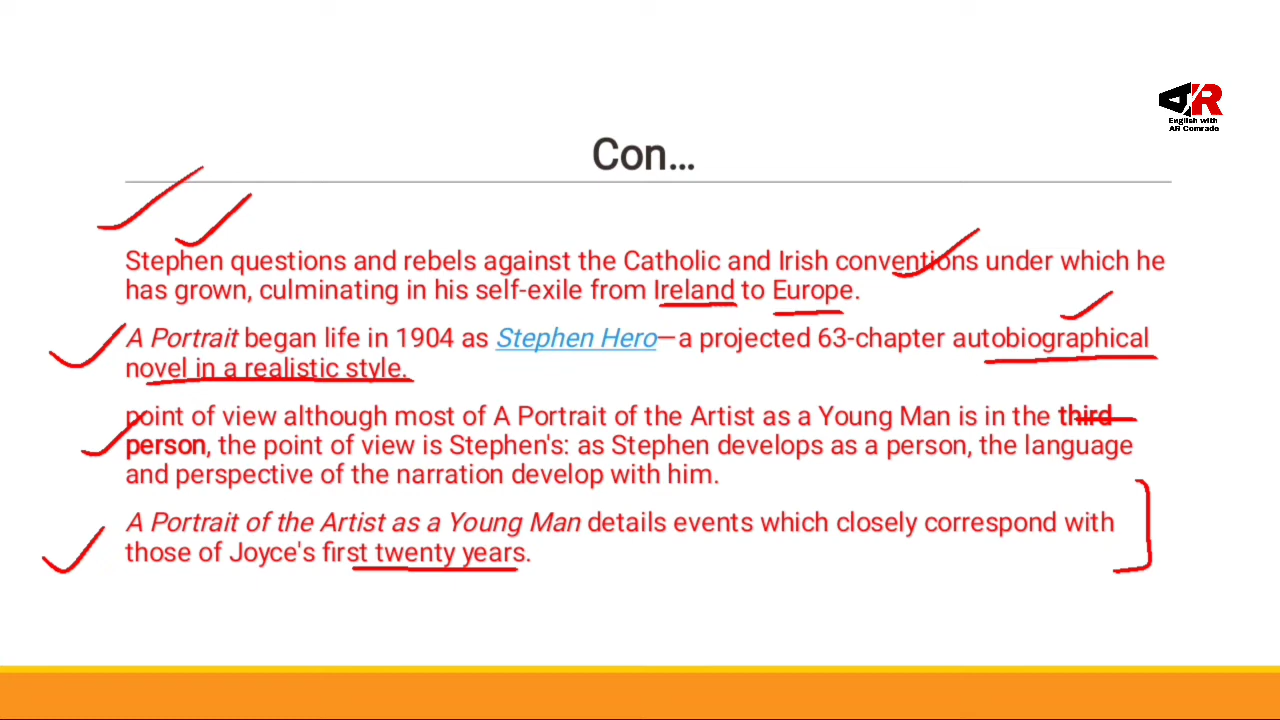 AR
English with
AR Comrade
Con...
Stephen questions and rebels against the Catholic and Irish conventions under which he
has grown, culminating in his self-exile from Ireland to Europe.
A Portrait began life in 1904 as Stephen Hero—a projected 63-chapter autobiographical
novel in a realistic style.
point of view although most of A Portrait of the Artist as a Young Man is in the third
person, the point of view is Stephen's: as Stephen develops as a person, the language
and perspective of the narration develop with him.
A Portrait of the Artist as a Young Man details events which closely correspond with
those of Joyce's first twenty years.